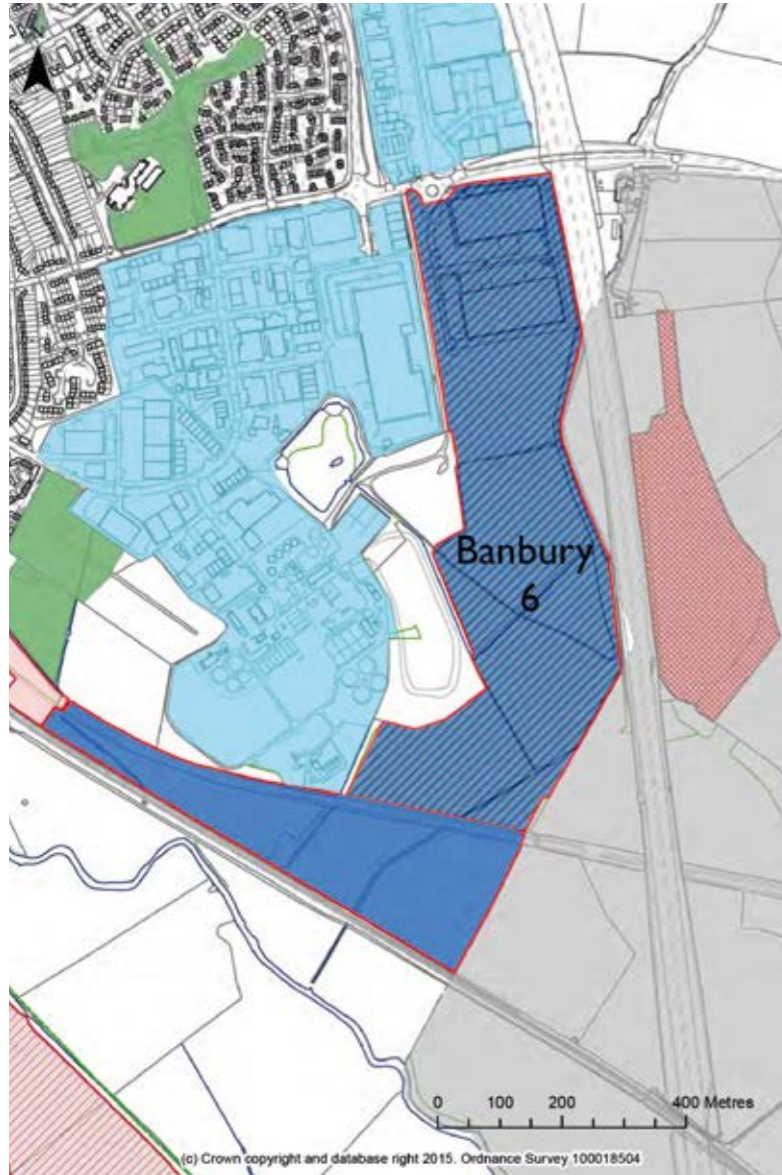 Banbury
6
0 100 200 400 Metres
(c) Crown copyright and database right 2015. Ordnance Survey 100018504